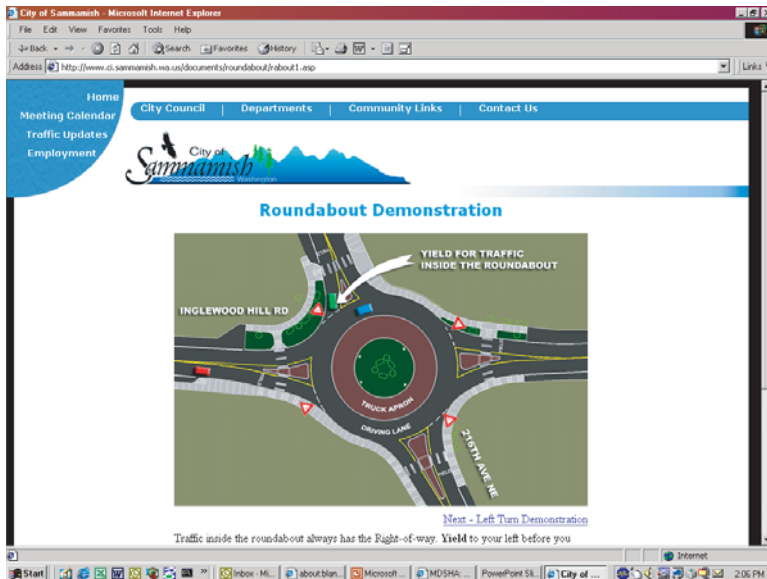 City of Sammamish - Microsoft Internet Explorer
File Edit View Favorites Tools Help
Back Search Favorites History
Address http://www.ci.sammamish.wa.us/documents/roundabout/rabout1.asp Links
Home
Meeting Calendar
Traffic Updates
Employment
City Council | Departments | Community Links | Contact Us
City of
Sammamish
Washington
Roundabout Demonstration
YIELD FOR TRAFFIC
INSIDE THE ROUNDABOUT
INGLEWOOD HILL RD
TRUCK APRON
DRIVING LANE
216TH AVE NE
Next - Left Turn Demonstration
Traffic inside the roundabout always has the Right-of-way. Yield to your left before you
Internet
Start Inbox - Mi... about:blan... Microsoft ... MDSHA: ... PowerPoint Sli... City of ... 2:06 PM